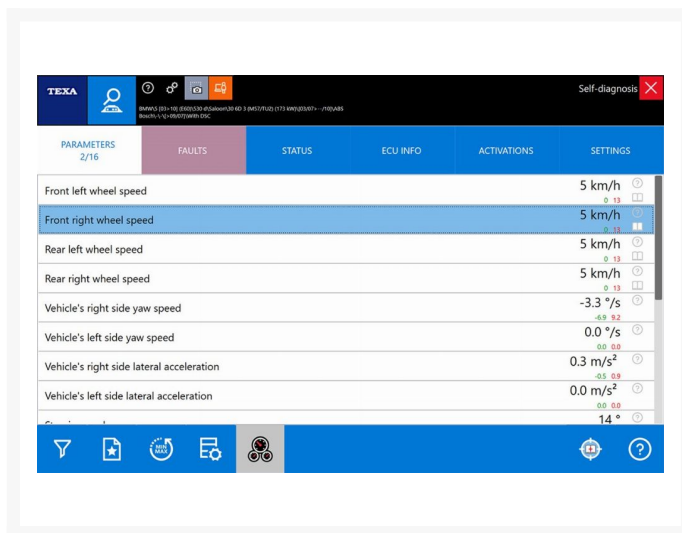 TEXA
Self-diagnosis
BMW\5 [03> 10] (E60)\530 d\Saloon\30 6D 3 (M57/TU2) (173 kW)\[03/07>---/10]\ABS
Bosch\-\-\[>09/07]\With DSC
PARAMETERS
2/16
FAULTS
STATUS
ECU INFO
ACTIVATIONS
SETTINGS
Front left wheel speed 5 km/h
0 13
Front right wheel speed 5 km/h
0 13
Rear left wheel speed 5 km/h
0 13
Rear right wheel speed 5 km/h
0 13
Vehicle's right side yaw speed -3.3 °/s
-6.9 9.2
Vehicle's left side yaw speed 0.0 °/s
0.0 0.0
Vehicle's right side lateral acceleration 0.3 m/s²
-0.5 0.9
Vehicle's left side lateral acceleration 0.0 m/s²
0.0 0.0
14 °
MIN
MAX